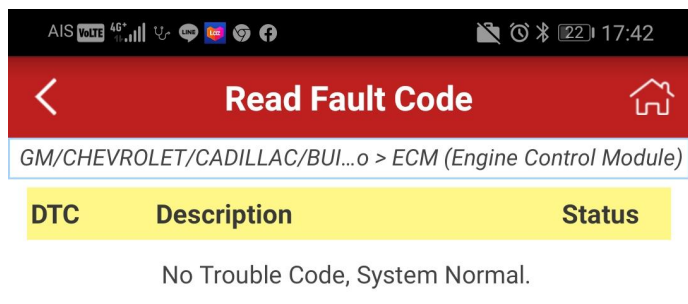 AIS VoLTE 4G+ 22 17:42
Read Fault Code
GM/CHEVROLET/CADILLAC/BUI...o > ECM (Engine Control Module)
DTC Description Status
No Trouble Code, System Normal.